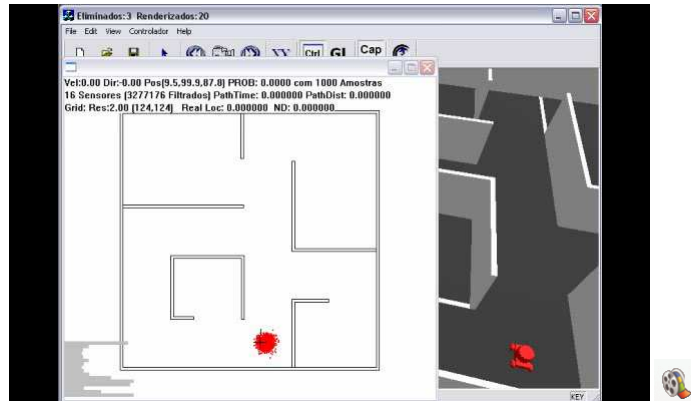 Eliminados:3 Renderizados:20
File Edit View Controlador Help
Ctrl GL Cap
Vel:0.00 Dir:-0.00 Pos(9.5,99.9,87.8) PROB: 0.0000 com 1000 Amostras
16 Sensores (3277176 Filtrados) PathTime: 0.000000 PathDist: 0.000000
Grid: Res:2.00 (124,124) Real Loc: 0.000000 ND: 0.000000
KEY